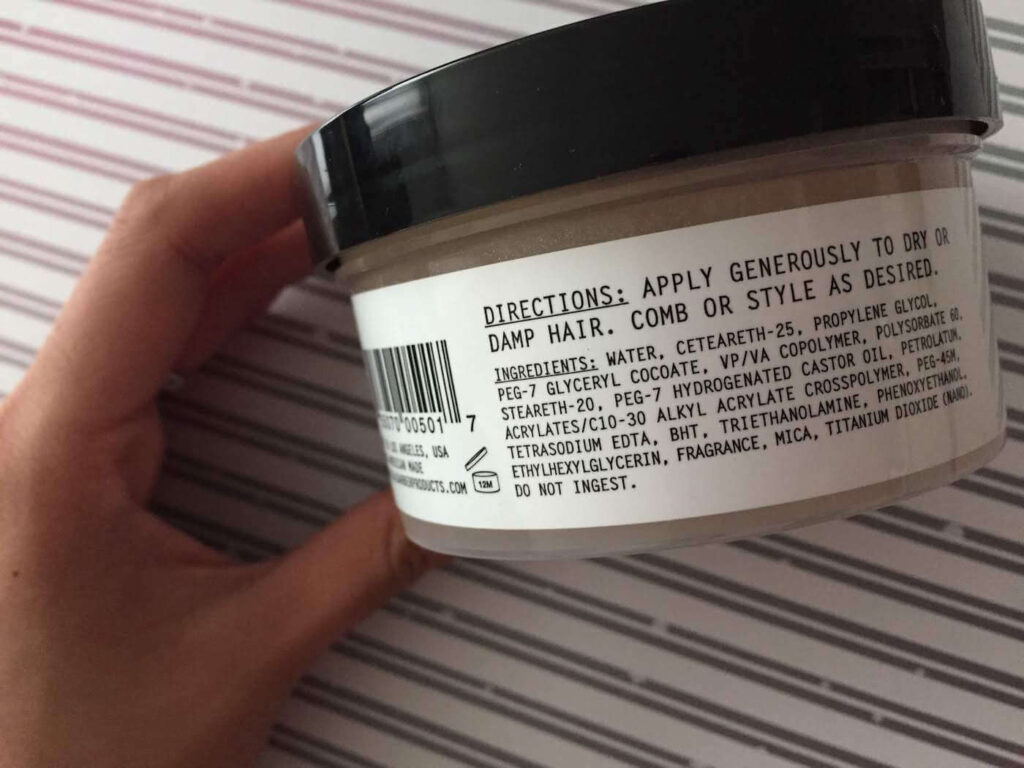 DIRECTIONS: APPLY GENEROUSLY TO DRY OR
DAMP HAIR. COMB OR STYLE AS DESIRED.
INGREDIENTS: WATER, CETEARETH-25, PROPYLENE GLYCOL,
PEG-7 GLYCERYL COCOATE, VP/VA COPOLYMER, POLYSORBATE 60,
STEARETH-20, PEG-7 HYDROGENATED CASTOR OIL, PETROLATUM,
ACRYLATES/C10-30 ALKYL ACRYLATE CROSSPOLYMER, PEG-45M,
TETRASODIUM EDTA, BHT, TRIETHANOLAMINE, PHENOXYETHANOL,
ETHYLHEXYLGLYCERIN, FRAGRANCE, MICA, TITANIUM DIOXIDE (NANO).
DO NOT INGEST.
00501 7
ANGELES, USA
MADE
PRODUCTS.COM
12M